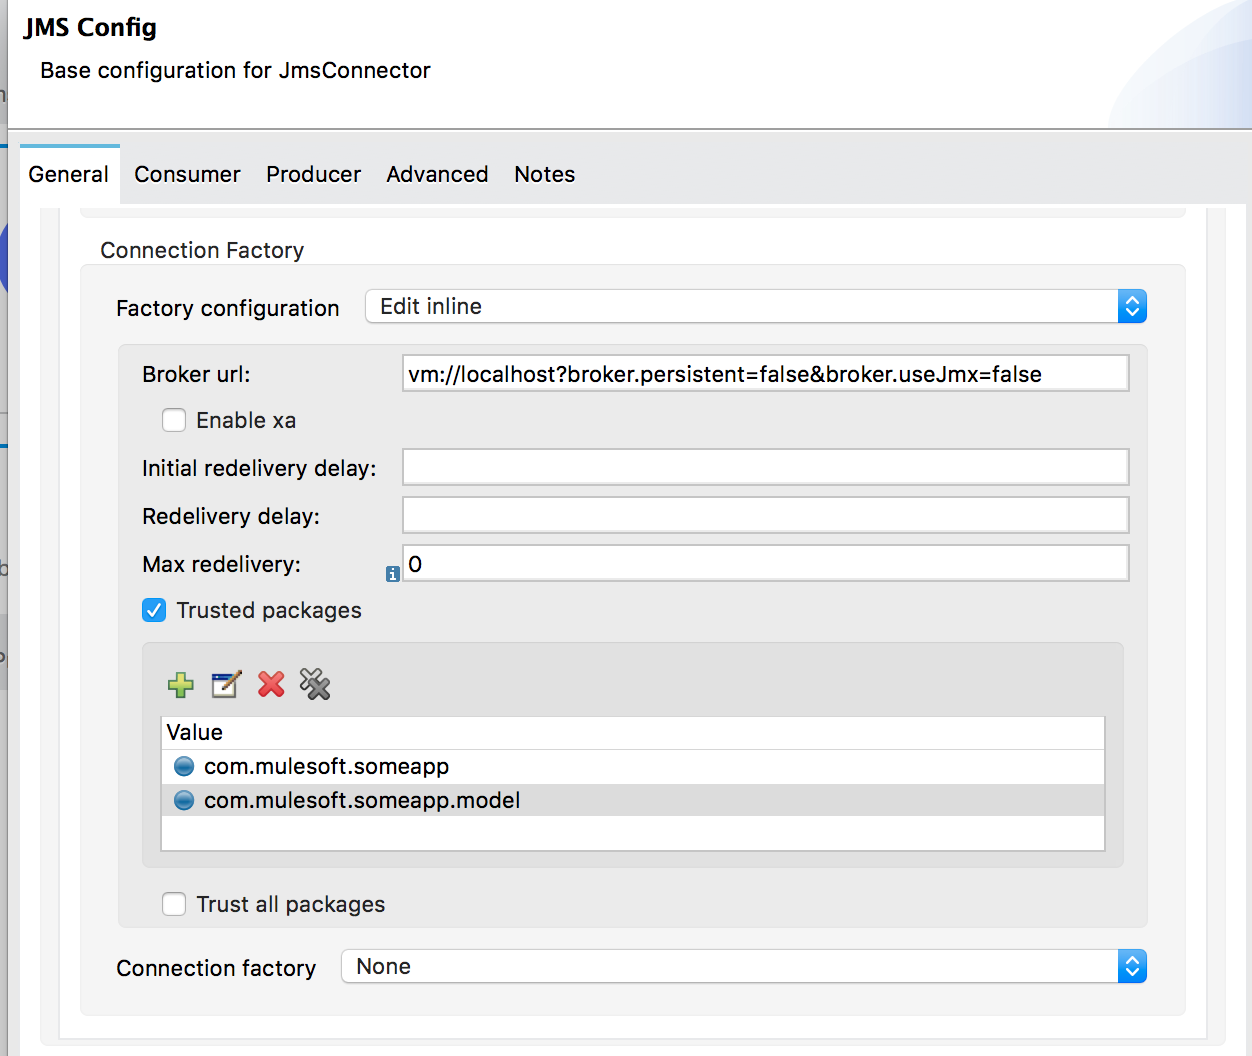 JMS Config
Base configuration for JmsConnector
General Consumer Producer Advanced Notes
Connection Factory
Factory configuration Edit inline
Broker url: vm://localhost?broker.persistent=false&broker.useJmx=false
Enable xa
Initial redelivery delay:
Redelivery delay:
Max redelivery: 0
Trusted packages
Value
com.mulesoft.someapp
com.mulesoft.someapp.model
Trust all packages
Connection factory None